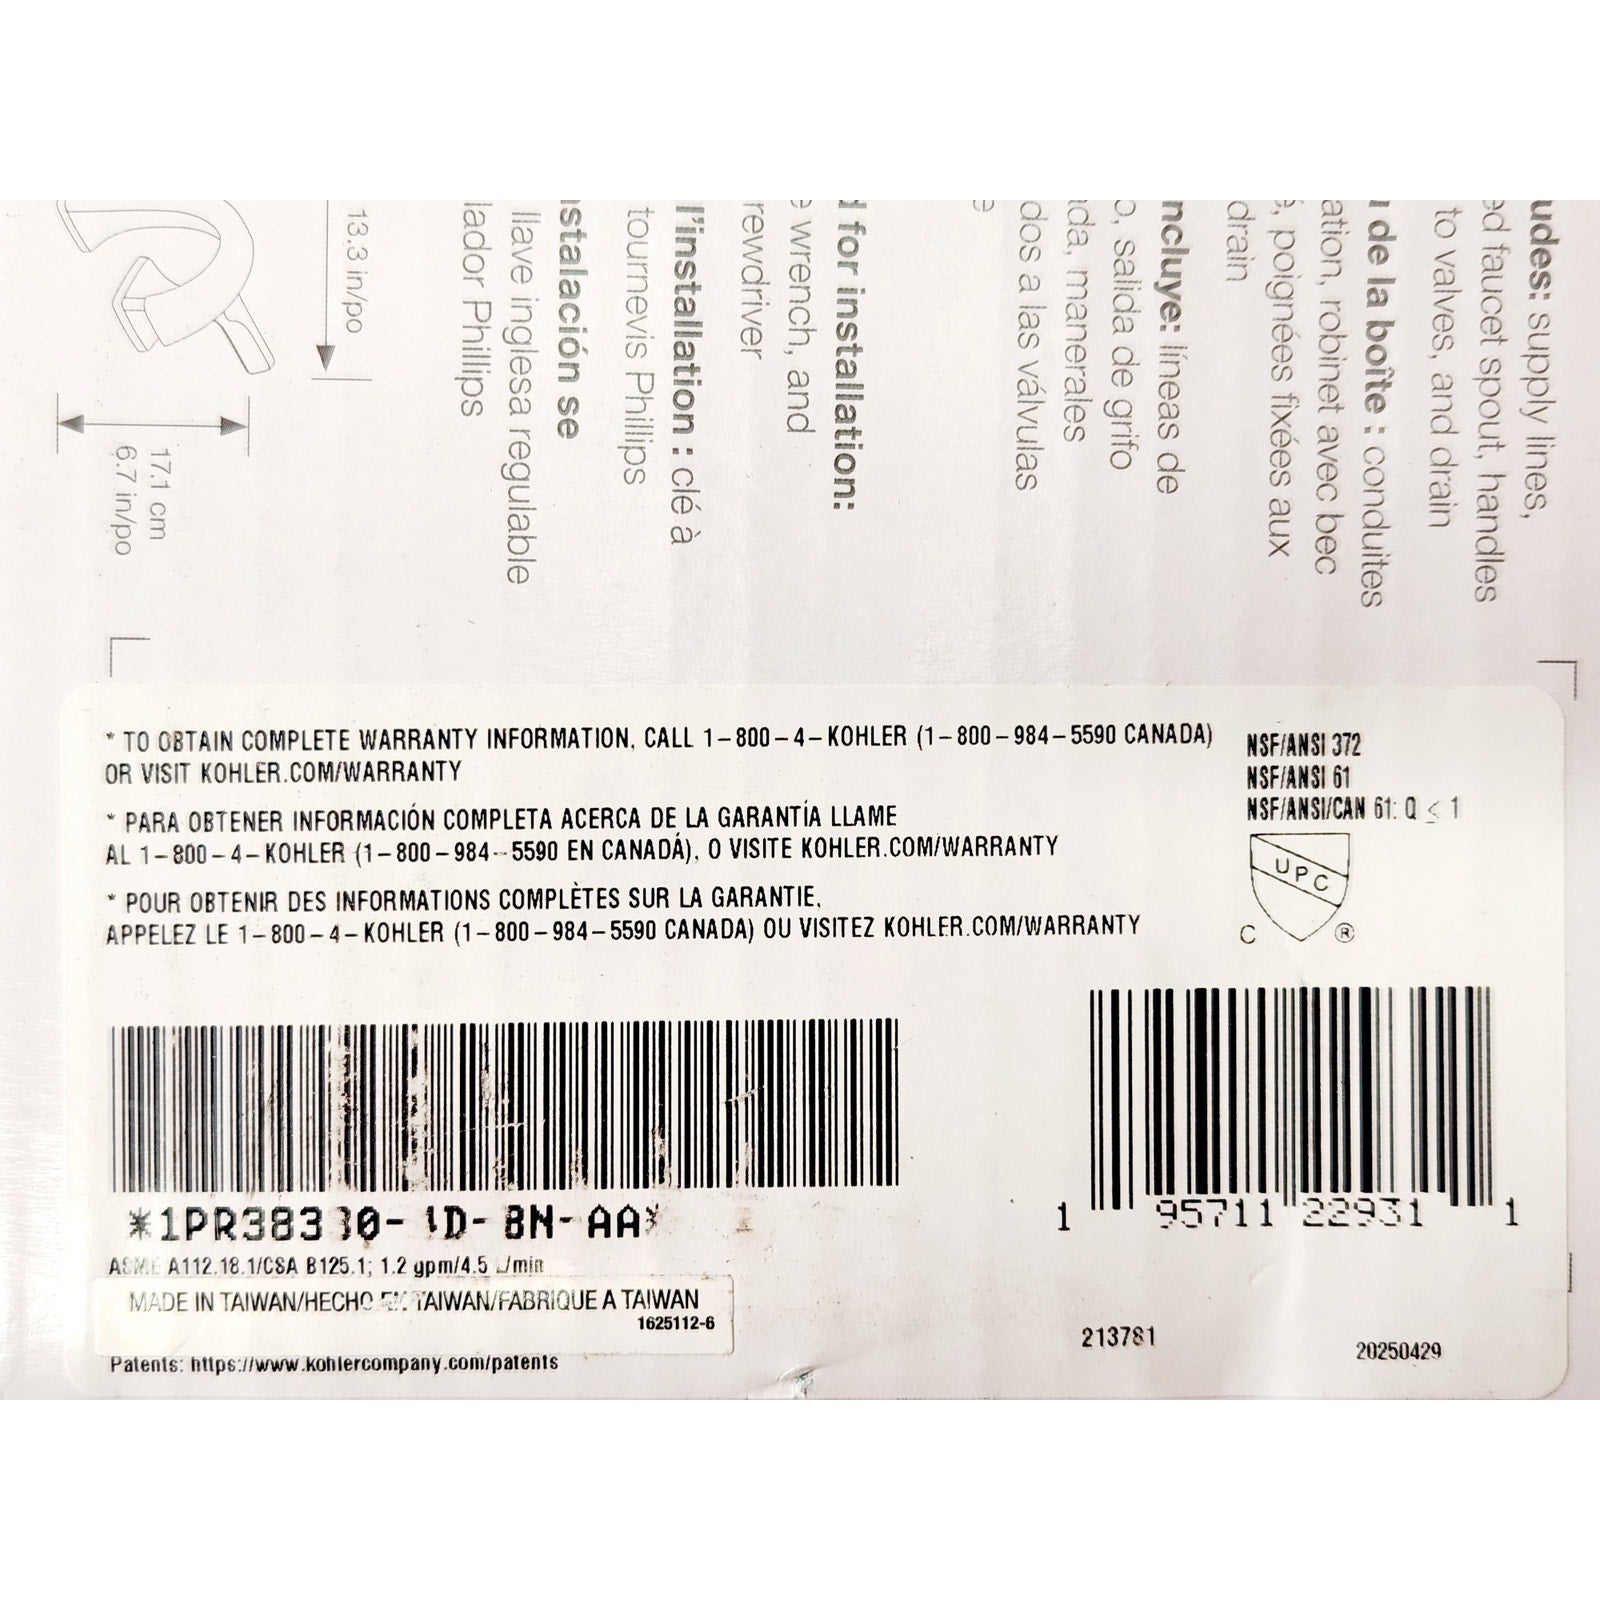 udes: supply lines,
ed faucet spout, handles
to valves, and drain
de la boîte : conduites
ation, robinet avec bec
é, poignées fixées aux
drain
ncluye: líneas de
o, salida de grifo
da, manerales
dos a las válvulas
e
d for installation:
e wrench, and
rewdriver
l'installation : clé à
tournevis Phillips
nstalación se
llave inglesa regulable
lador Phillips
13,3 in/po
17.1 cm
6.7 in/po
* TO OBTAIN COMPLETE WARRANTY INFORMATION, CALL 1-800-4-KOHLER (1-800-984-5590 CANADA)
OR VISIT KOHLER.COM/WARRANTY
* PARA OBTENER INFORMACIÓN COMPLETA ACERCA DE LA GARANTÍA LLAME
AL 1-800-4-KOHLER (1-800-984-5590 EN CANADÁ), O VISITE KOHLER.COM/WARRANTY
* POUR OBTENIR DES INFORMATIONS COMPLÈTES SUR LA GARANTIE,
APPELEZ LE 1-800-4-KOHLER (1-800-984-5590 CANADA) OU VISITEZ KOHLER.COM/WARRANTY
NSF/ANSI 372
NSF/ANSI 61
NSF/ANSI/CAN 61: Q ≤ 1
UPC
C ®
ASME A112.18.1/CSA B125.1; 1.2 gpm/4.5 L/min
MADE IN TAIWAN/HECHO EN TAIWAN/FABRIQUE A TAIWAN
1625112-6
Patents: https://www.kohlercompany.com/patents
1 95711 22931 1
213781
20250429